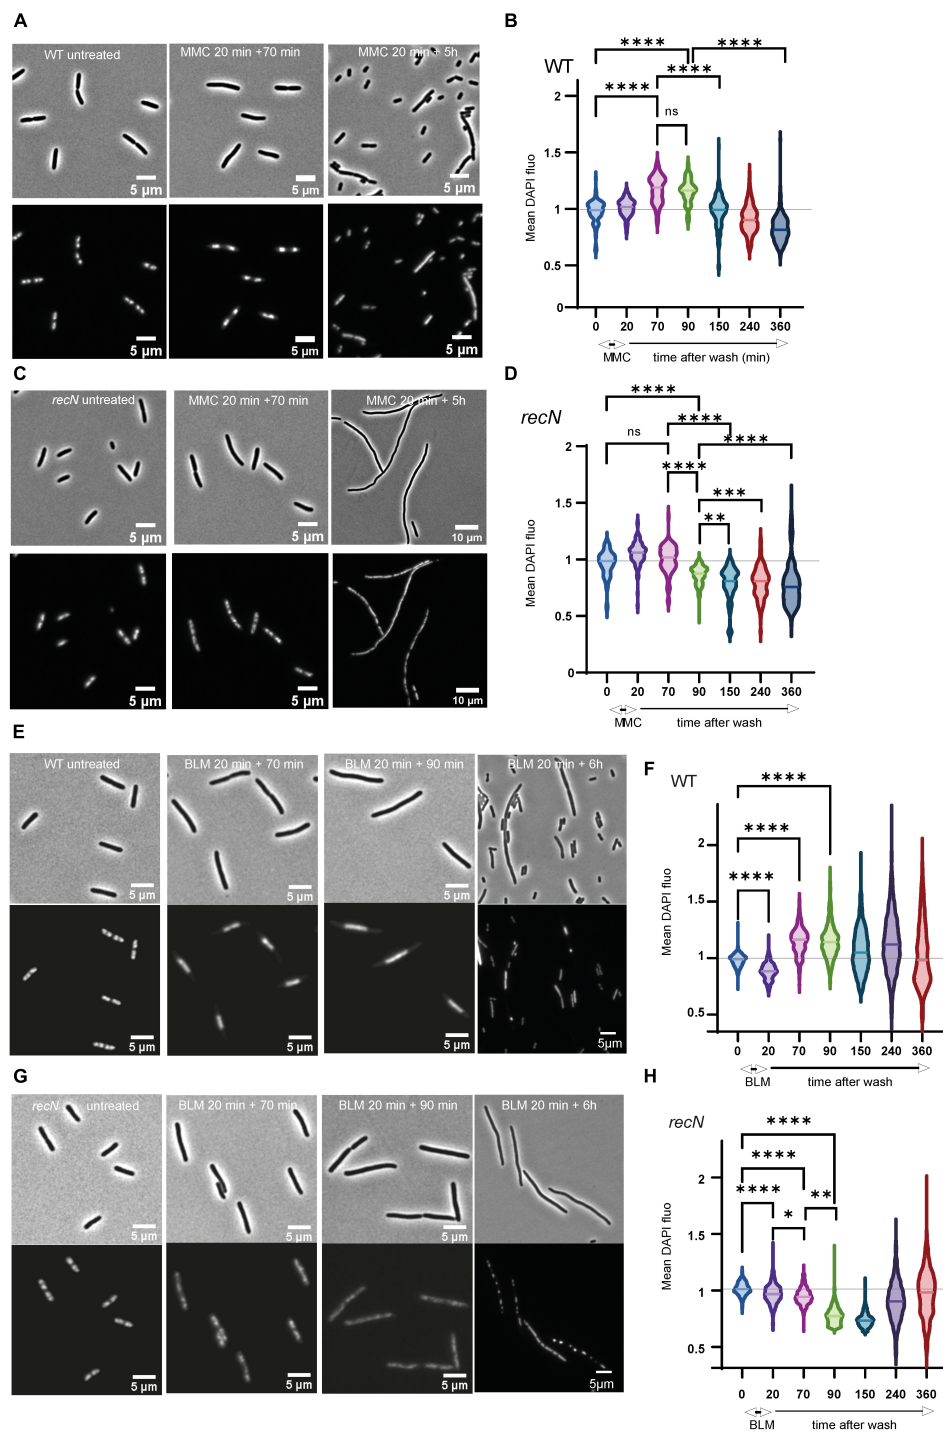 A
WT untreated
MMC 20 min +70 min
MMC 20 min + 5h
5 µm
5 µm
5 µm
5 µm
5 µm
5 µm
B
WT
**** ****
****
****
ns
Mean DAPI fluo
2
1.5
1
0.5
0
0 20 70 90 150 240 360
MMC time after wash (min)
C
recN untreated
MMC 20 min +70 min
MMC 20 min + 5h
5 µm
5 µm
10 µm
5 µm
5 µm
10 µm
D
recN
****
****
ns
****
****
***
**
Mean DAPI fluo
2
1.5
1
0.5
0
0 20 70 90 150 240 360
MMC time after wash
E
WT untreated
BLM 20 min + 70 min
BLM 20 min + 90 min
BLM 20 min + 6h
5 µm
5 µm
5 µm
5 µm
5 µm
5 µm
5µm
F
WT
****
****
****
Mean DAPI fluo
2
1.5
1
0.5
0 20 70 90 150 240 360
BLM time after wash
G
recN untreated
BLM 20 min + 70 min
BLM 20 min + 90 min
BLM 20 min + 6h
5 µm
5 µm
5 µm
5 µm
5 µm
5 µm
5µm
H
recN
****
****
****
**
*
Mean DAPI fluo
2
1.5
1
0.5
0 20 70 90 150 240 360
BLM time after wash